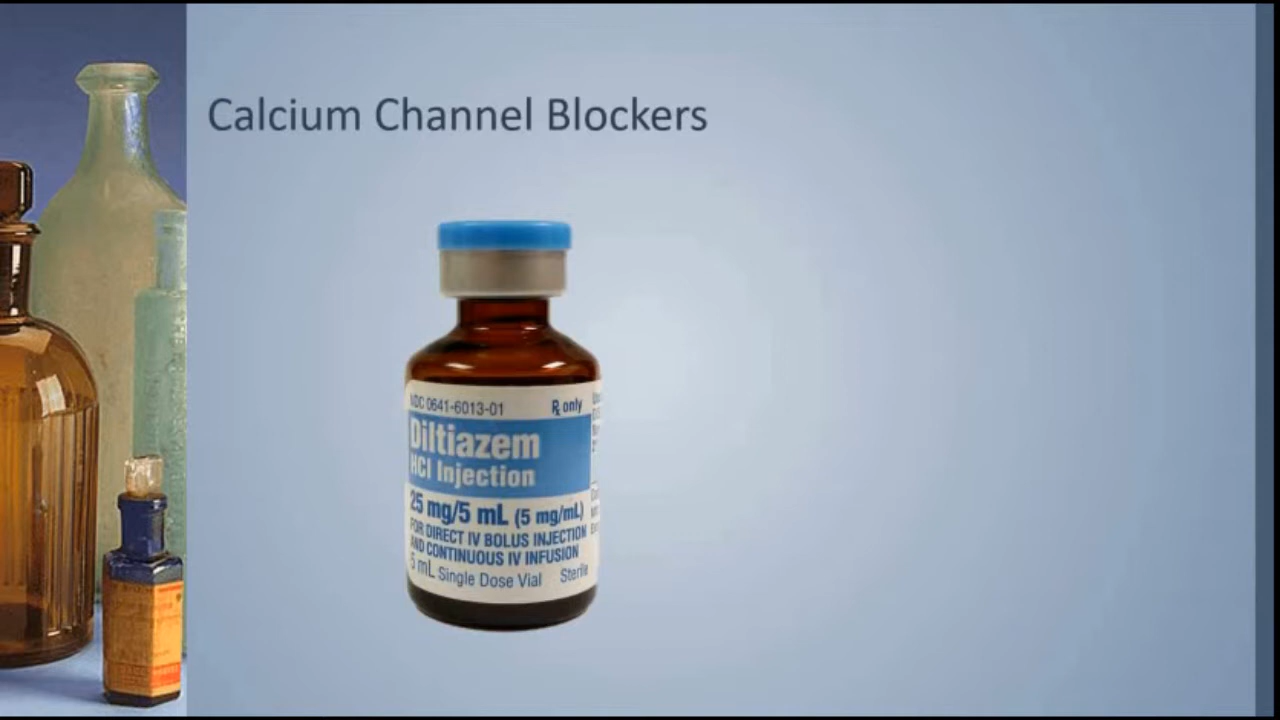 Calcium Channel Blockers
NDC 0641-6013-01 ℞ only
Diltiazem
HCl Injection
25 mg/5 mL (5 mg/mL)
FOR DIRECT IV BOLUS INJECTION
AND CONTINUOUS IV INFUSION
5 mL Single Dose Vial Sterile